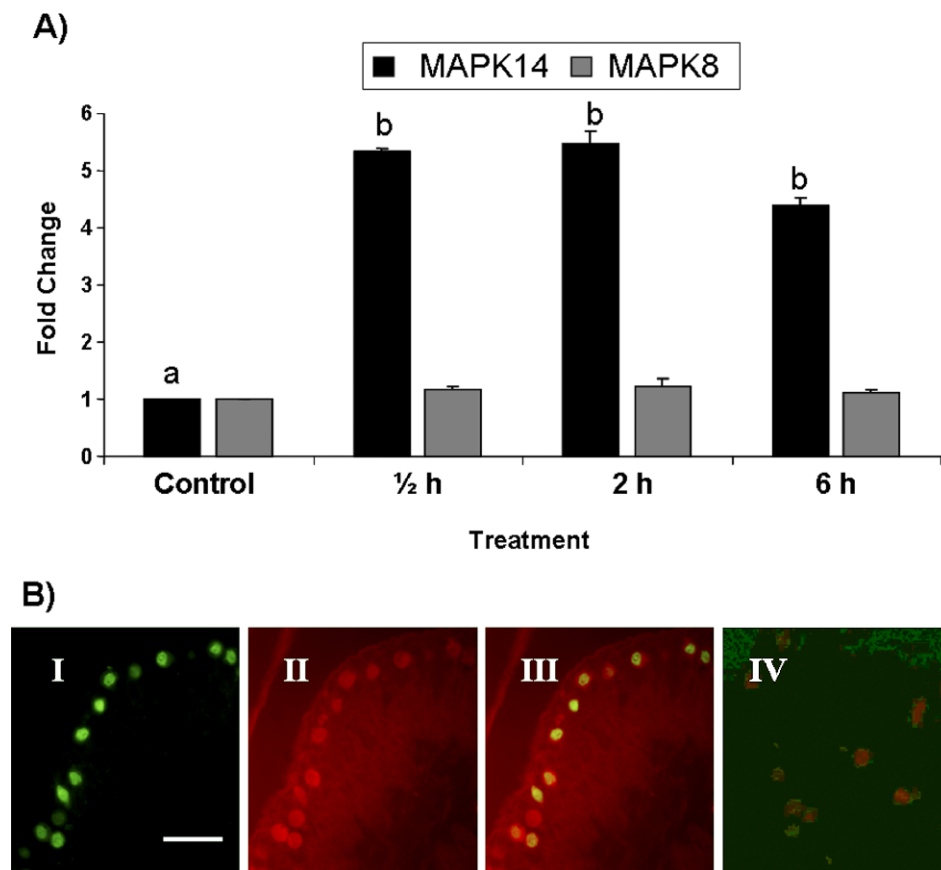 A)
MAPK14 MAPK8
6
5
4
3
2
1
0
Fold Change
a
b
b
b
Control ½ h 2 h 6 h
Treatment
B)
I II III IV